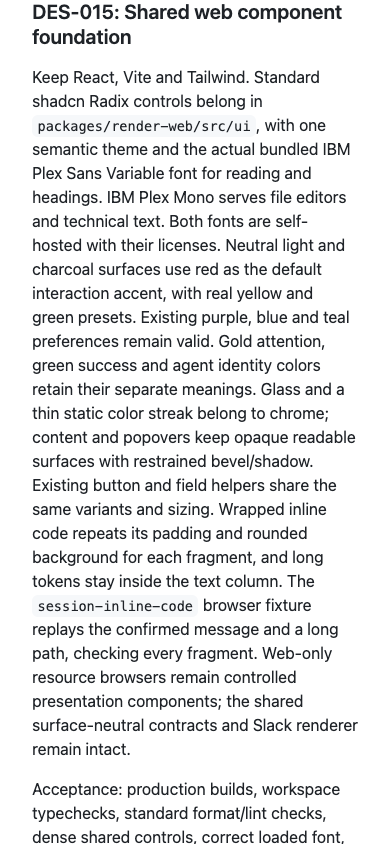 DES-015: Shared web component
foundation
Keep React, Vite and Tailwind. Standard
shadcn Radix controls belong in
packages/render-web/src/ui , with one
semantic theme and the actual bundled IBM
Plex Sans Variable font for reading and
headings. IBM Plex Mono serves file editors
and technical text. Both fonts are self-
hosted with their licenses. Neutral light and
charcoal surfaces use red as the default
interaction accent, with real yellow and
green presets. Existing purple, blue and teal
preferences remain valid. Gold attention,
green success and agent identity colors
retain their separate meanings. Glass and a
thin static color streak belong to chrome;
content and popovers keep opaque readable
surfaces with restrained bevel/shadow.
Existing button and field helpers share the
same variants and sizing. Wrapped inline
code repeats its padding and rounded
background for each fragment, and long
tokens stay inside the text column. The
session-inline-code browser fixture
replays the confirmed message and a long
path, checking every fragment. Web-only
resource browsers remain controlled
presentation components; the shared
surface-neutral contracts and Slack renderer
remain intact.
Acceptance: production builds, workspace
typechecks, standard format/lint checks,
dense shared controls, correct loaded font,